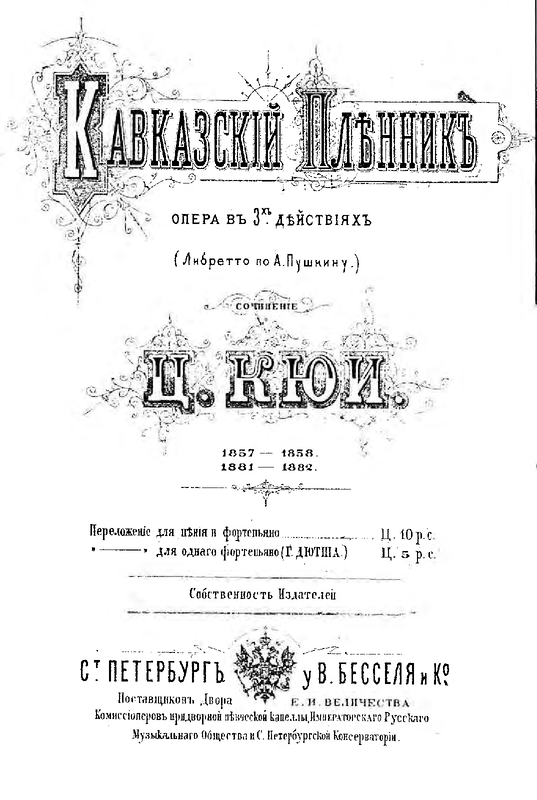 Кавказскій Плѣнникъ
ОПЕРА ВЪ 3хъ ДѢЙСТВІЯХЪ
(Либретто по А. Пушкину.)
СОЧИНЕНІЕ
Ц. КЮИ.
1857 — 1858.
1881 — 1882.
Переложеніе для пѣнія и фортепьяно Ц. 10 р. с.
" — " для однаго фортепьяно (Г. ДЮТША.) Ц. 5 р. с.
Собственность Издателей
Ст ПЕТЕРБУРГЪ. у В. БЕССЕЛЯ и Ко
Поставщиковъ Двора Е. И. ВЕЛИЧЕСТВА
Комиссіонеровъ придворной пѣвческой капеллы, Императорскаго Русскаго
Музыкальнаго Общества и С. Петербургской Консерваторіи.